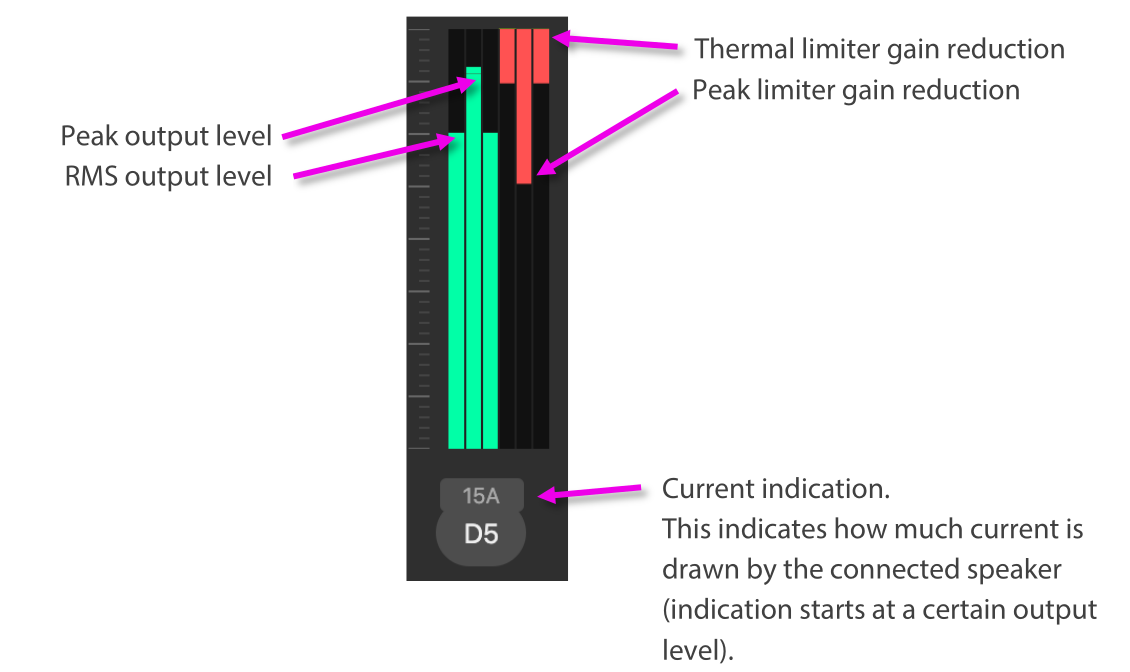 Thermal limiter gain reduction
Peak limiter gain reduction
Peak output level
RMS output level
15A
D5
Current indication.
This indicates how much current is
drawn by the connected speaker
(indication starts at a certain output
level).